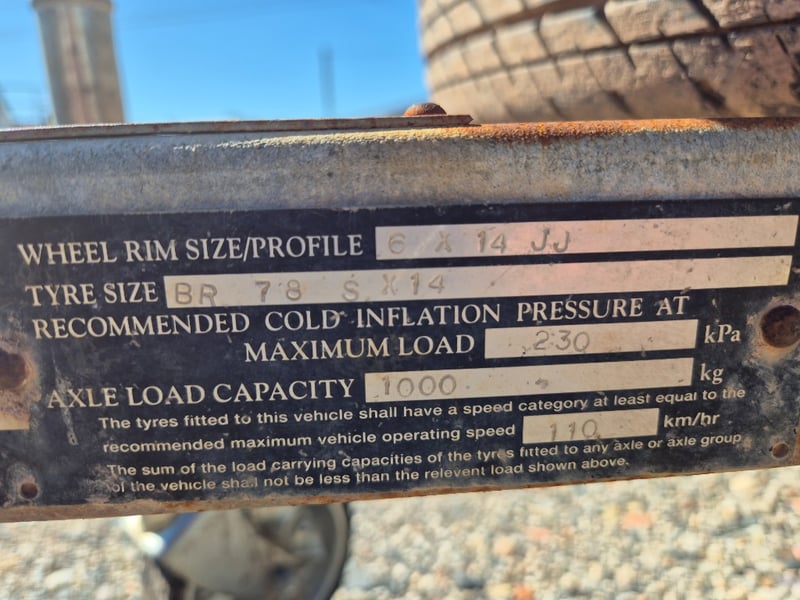 WHEEL RIM SIZE/PROFILE 6 X 14 JJ
TYRE SIZE BR 78 S X14
RECOMMENDED COLD INFLATION PRESSURE AT
MAXIMUM LOAD 230 kPa
AXLE LOAD CAPACITY 1000 kg
The tyres fitted to this vehicle shall have a speed category at least equal to the
recommended maximum vehicle operating speed 110 km/hr
The sum of the load carrying capacities of the tyres fitted to any axle or axle group
of the vehicle shall not be less than the relevent load shown above.